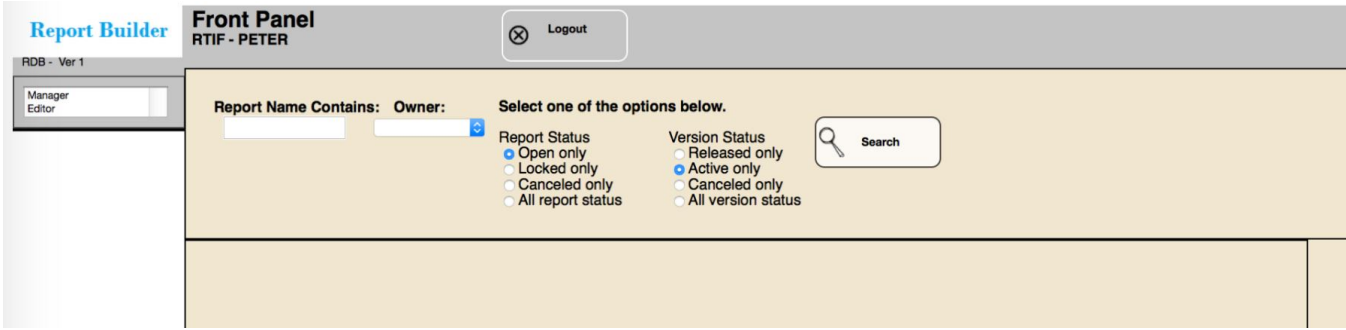 Report Builder
Front Panel
RTIF - PETER
Logout
RDB - Ver 1
Manager
Editor
Report Name Contains: Owner: Select one of the options below.
Report Status Version Status
Open only Released only
Locked only Active only
Canceled only Canceled only
All report status All version status
Search